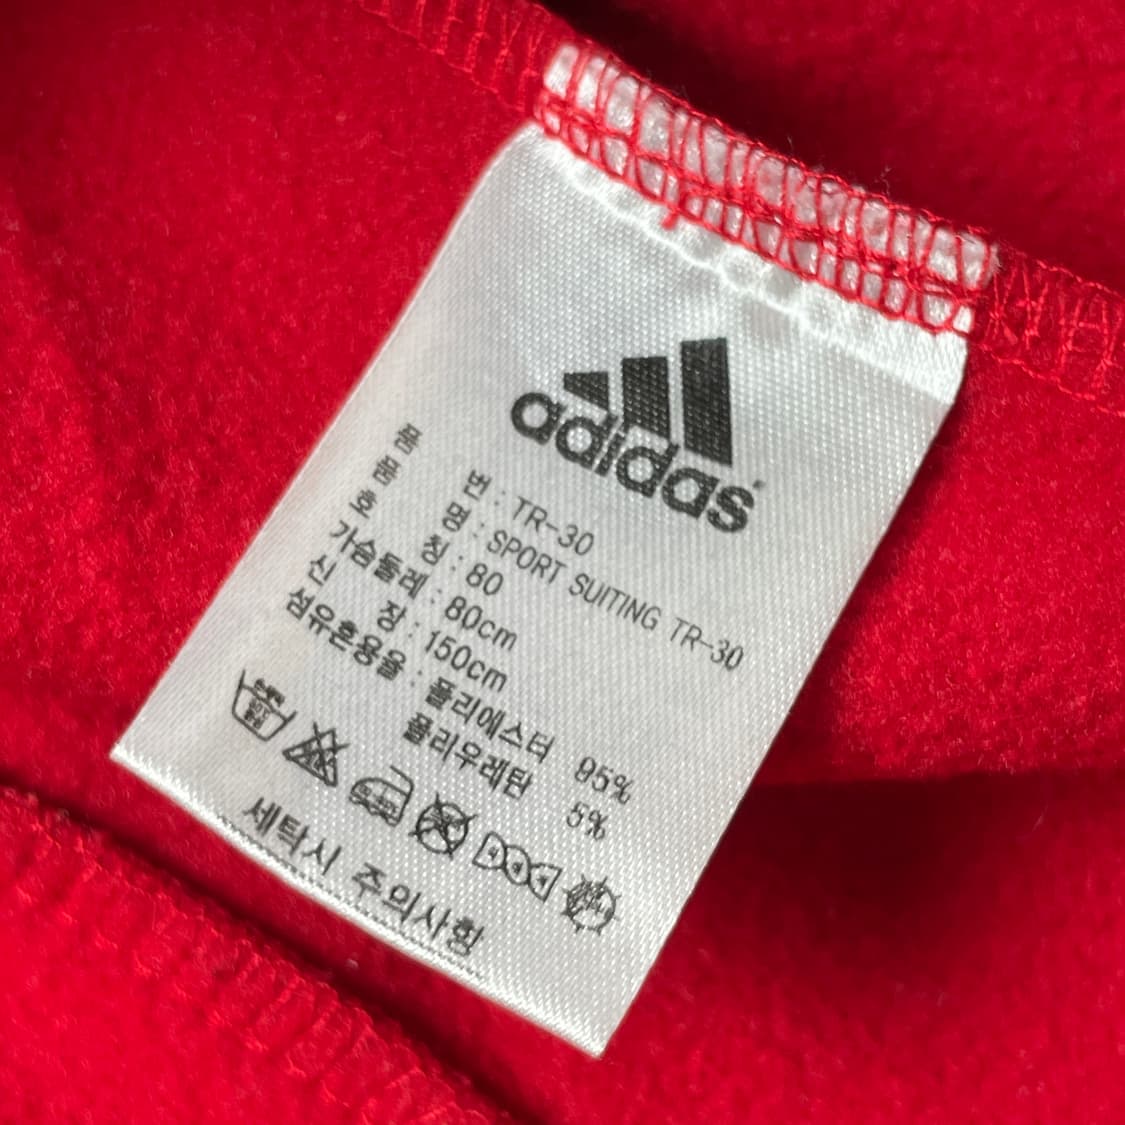 adidas
품 번 : TR-30
품 명 : SPORT SUITING TR-30
호 칭 : 80
가슴둘레 : 80cm
신 장 : 150cm
섬유혼용율 : 폴리에스터 95%
폴리우레탄 5%
세탁시 주의사항